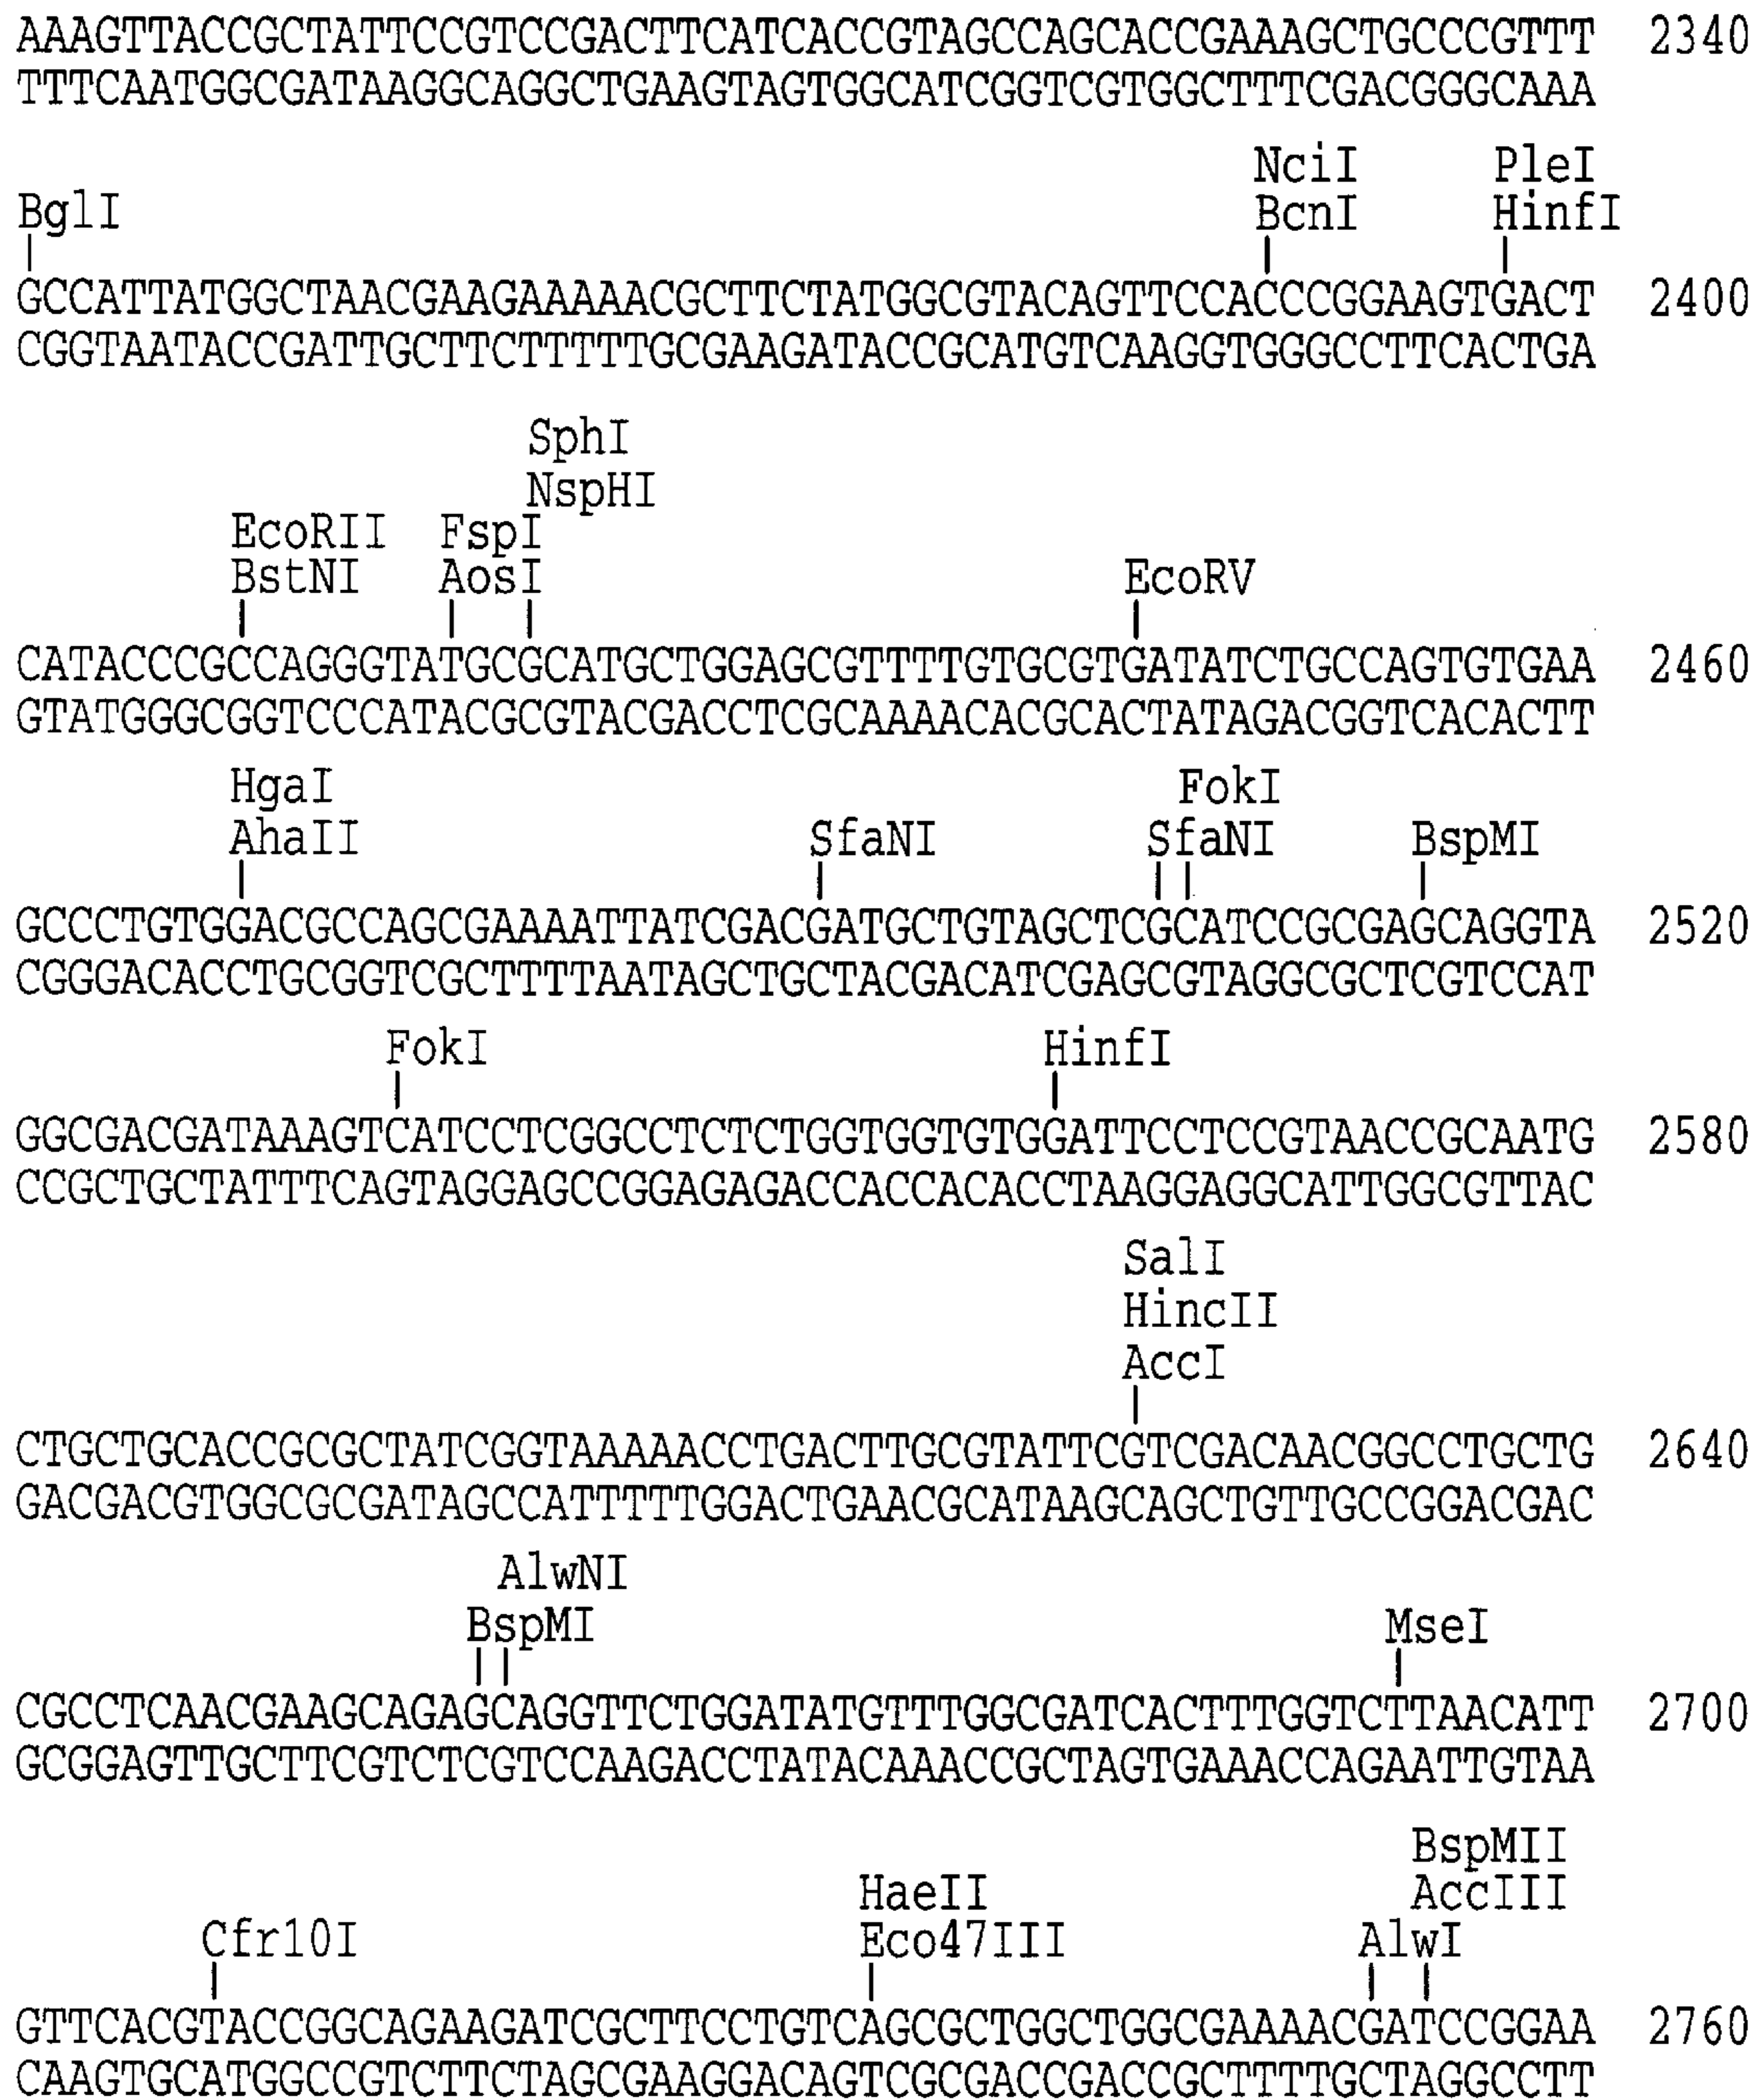 AAAGTTACCGCTATTCCGTCCGACTTCATCACCGTAGCCAGCACCGAAAGCTGCCCGTTT 2340
TTTCAATGGCGATAAGGCAGGCTGAAGTAGTGGCATCGGTCGTGGCTTTCGACGGGCAAA
NciI PleI
BglI BcnI HinfI
GCCATTATGGCTAACGAAGAAAAACGCTTCTATGGCGTACAGTTCCACCCGGAAGTGACT 2400
CGGTAATACCGATTGCTTCTTTTTGCGAAGATACCGCATGTCAAGGTGGGCCTTCACTGA
SphI
NspHI
EcoRII FspI
BstNI AosI EcoRV
CATACCCGCCAGGGTATGCGCATGCTGGAGCGTTTTGTGCGTGATATCTGCCAGTGTGAA 2460
GTATGGGCGGTCCCATACGCGTACGACCTCGCAAAACACGCACTATAGACGGTCACACTT
HgaI FokI
AhaII SfaNI SfaNI BspMI
GCCCTGTGGACGCCAGCGAAAATTATCGACGATGCTGTAGCTCGCATCCGCGAGCAGGTA 2520
CGGGACACCTGCGGTCGCTTTTAATAGCTGCTACGACATCGAGCGTAGGCGCTCGTCCAT
FokI HinfI
GGCGACGATAAAGTCATCCTCGGCCTCTCTGGTGGTGTGGATTCCTCCGTAACCGCAATG 2580
CCGCTGCTATTTCAGTAGGAGCCGGAGAGACCACCACACCTAAGGAGGCATTGGCGTTAC
SalI
HincII
AccI
CTGCTGCACCGCGCTATCGGTAAAAACCTGACTTGCGTATTCGTCGACAACGGCCTGCTG 2640
GACGACGTGGCGCGATAGCCATTTTTGGACTGAACGCATAAGCAGCTGTTGCCGGACGAC
AlwNI
BspMI MseI
CGCCTCAACGAAGCAGAGCAGGTTCTGGATATGTTTGGCGATCACTTTGGTCTTAACATT 2700
GCGGAGTTGCTTCGTCTCGTCCAAGACCTATACAAACCGCTAGTGAAACCAGAATTGTAA
BspMII
HaeII AccIII
Cfr10I Eco47III AlwI
GTTCACGTACCGGCAGAAGATCGCTTCCTGTCAGCGCTGGCTGGCGAAAACGATCCGGAA 2760
CAAGTGCATGGCCGTCTTCTAGCGAAGGACAGTCGCGACCGACCGCTTTTGCTAGGCCTT